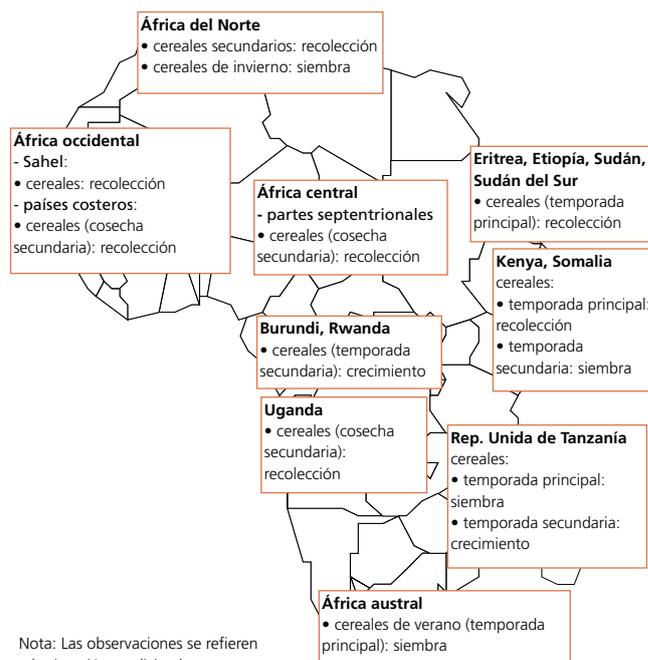 África del Norte
• cereales secundarios: recolección
• cereales de invierno: siembra
África occidental
- Sahel:
• cereales: recolección
- países costeros:
• cereales (cosecha
secundaria): recolección
África central
- partes septentrionales
• cereales (cosecha
secundaria): recolección
Eritrea, Etiopía, Sudán,
Sudán del Sur
• cereales (temporada
principal): recolección
Kenya, Somalia
cereales:
• temporada principal:
recolección
• temporada
secundaria: siembra
Burundi, Rwanda
• cereales (temporada
secundaria): crecimiento
Uganda
• cereales (cosecha
secundaria):
recolección
Rep. Unida de Tanzanía
cereales:
• temporada principal:
siembra
• temporada secundaria:
crecimiento
África austral
• cereales de verano (temporada
principal): siembra
Nota: Las observaciones se refieren